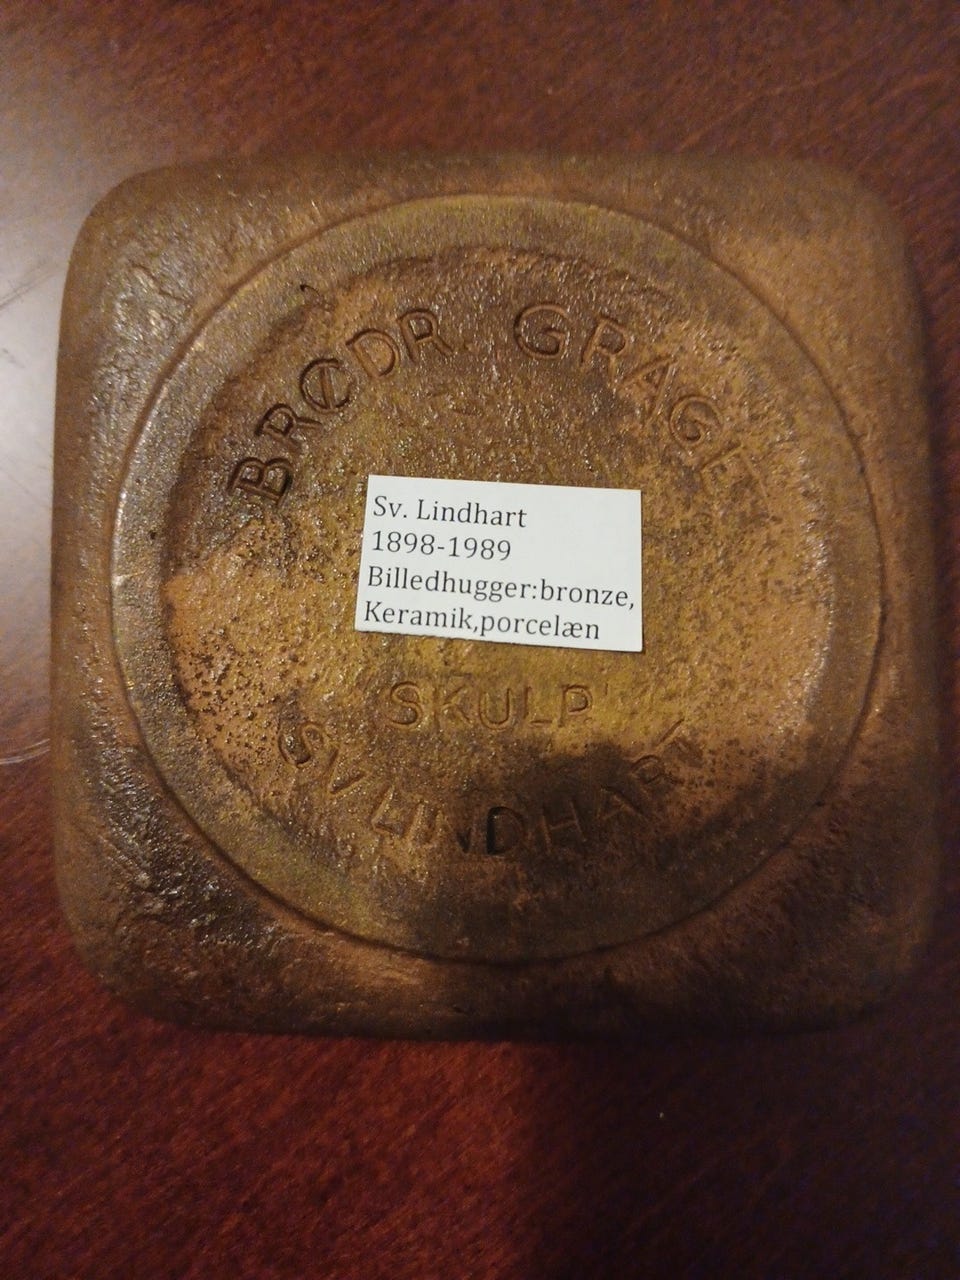 BRØDR. GRAGE
Sv. Lindhart
1898-1989
Billedhugger:bronze,
Keramik,porcelæn
SKULP
SV LINDHART